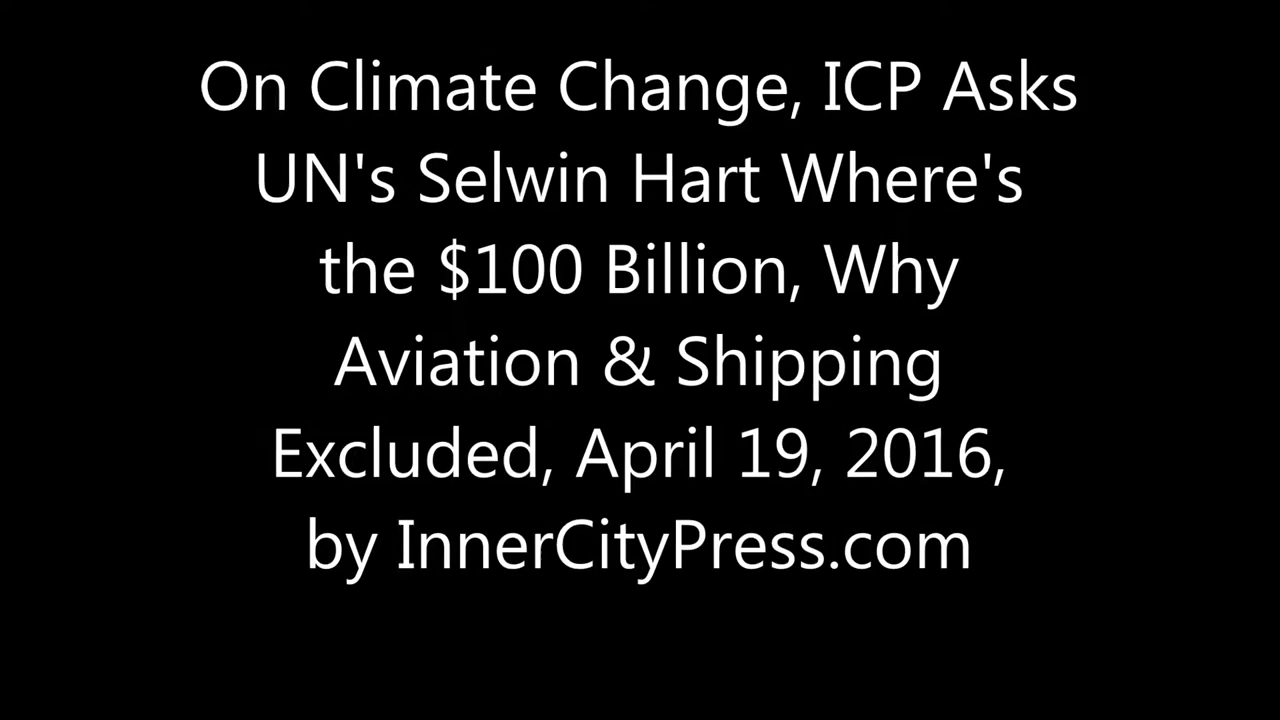 On Climate Change, ICP Asks
UN's Selwin Hart Where's
the $100 Billion, Why
Aviation & Shipping
Excluded, April 19, 2016,
by InnerCityPress.com